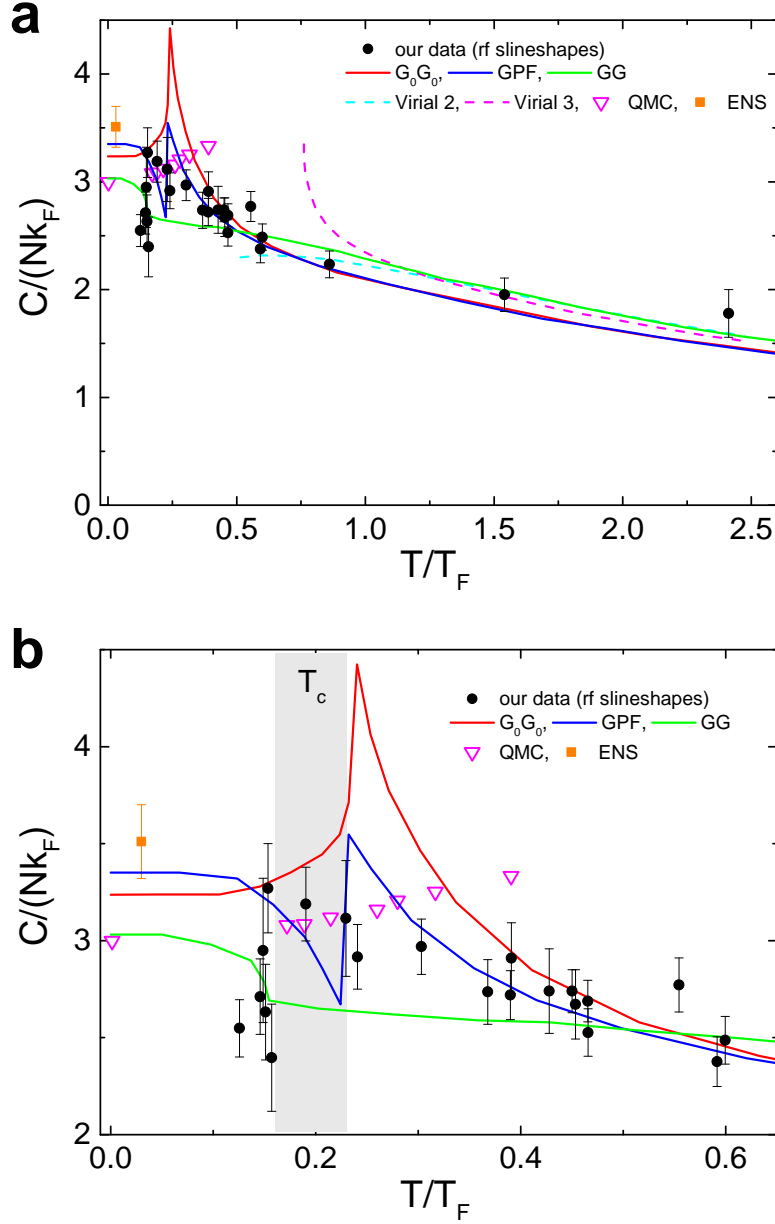 a
our data (rf slineshapes)
G₀G₀, GPF, GG
Virial 2, Virial 3, QMC, ENS
C/(Nk_F)
4
3
2
1
0
0.0 0.5 1.0 1.5 2.0 2.5
T/T_F
b
T_c
our data (rf slineshapes)
G₀G₀, GPF, GG
QMC, ENS
C/(Nk_F)
4
3
2
0.0 0.2 0.4 0.6
T/T_F